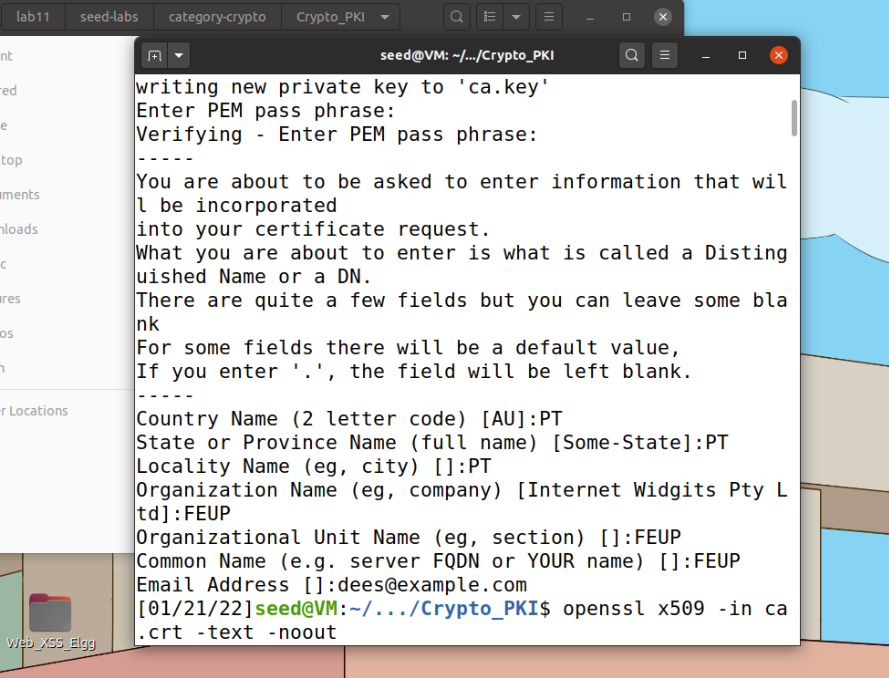 lab11 seed-labs category-crypto Crypto_PKI
seed@VM: ~/.../Crypto_PKI
writing new private key to 'ca.key'
Enter PEM pass phrase:
Verifying - Enter PEM pass phrase:
-----
You are about to be asked to enter information that wil
l be incorporated
into your certificate request.
What you are about to enter is what is called a Disting
uished Name or a DN.
There are quite a few fields but you can leave some bla
nk
For some fields there will be a default value,
If you enter '.', the field will be left blank.
-----
Country Name (2 letter code) [AU]:PT
State or Province Name (full name) [Some-State]:PT
Locality Name (eg, city) []:PT
Organization Name (eg, company) [Internet Widgits Pty L
td]:FEUP
Organizational Unit Name (eg, section) []:FEUP
Common Name (e.g. server FQDN or YOUR name) []:FEUP
Email Address []:dees@example.com
[01/21/22]seed@VM:~/.../Crypto_PKI$ openssl x509 -in ca
.crt -text -noout
nt
red
e
top
uments
nloads
c
ures
os
n
r Locations
Web_XSS_Elgg